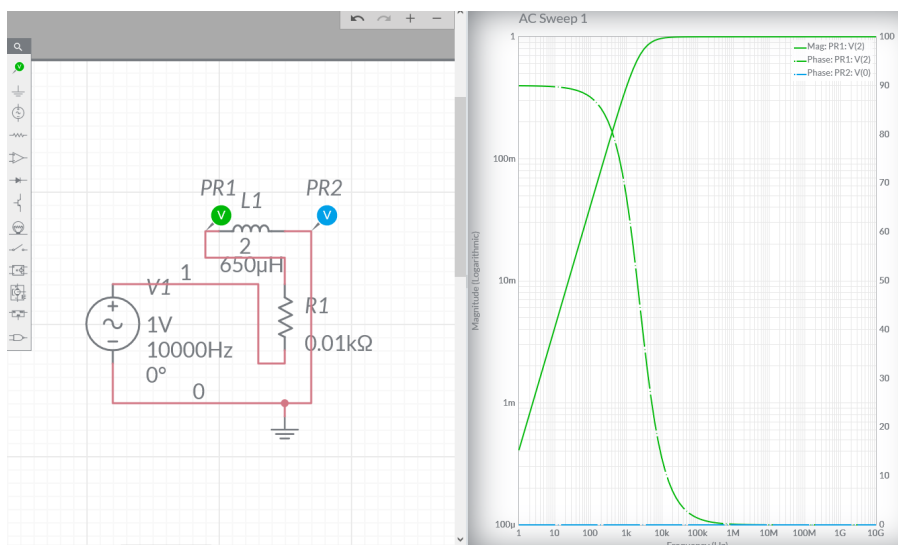 PR1
L1
PR2
V
V
2
650μH
1
V1
R1
1V
0.01kΩ
10000Hz
0°
0
AC Sweep 1
Mag: PR1: V(2)
Phase: PR1: V(2)
Phase: PR2: V(0)
Magnitude (Logarithmic)
1
100m
10m
1m
100μ
100
90
80
70
60
50
40
30
20
10
0
1 10 100 1k 10k 100k 1M 10M 100M 1G 10G
Frequency (Hz)